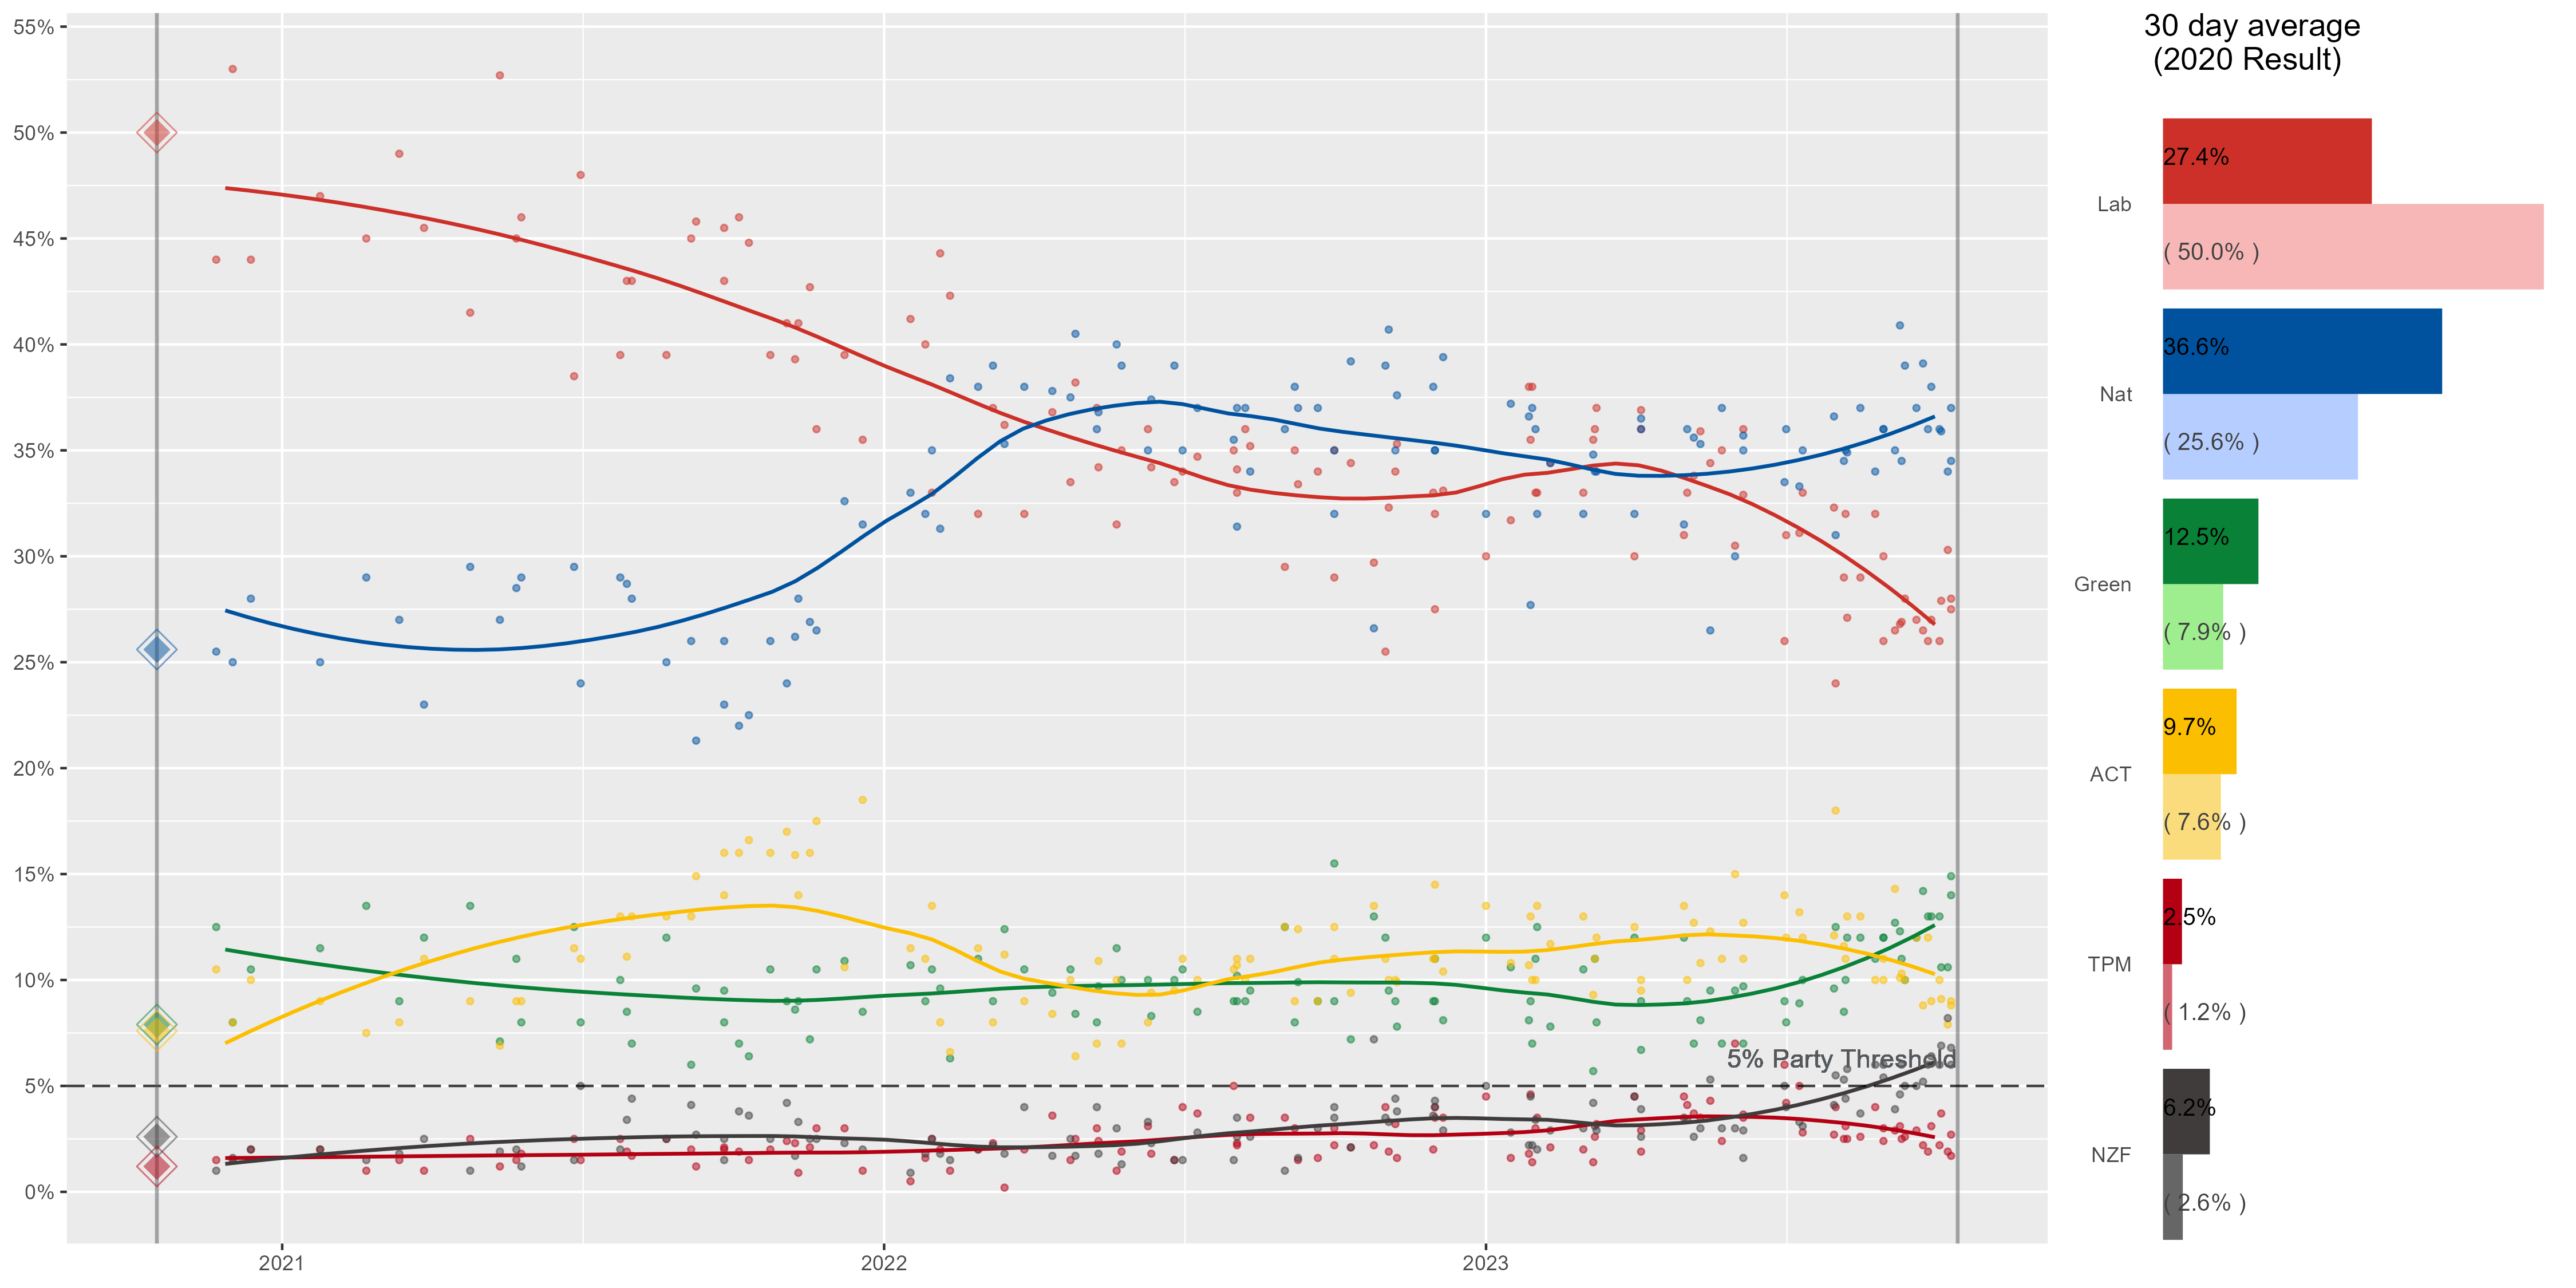 55%
50%
45%
40%
35%
30%
25%
20%
15%
10%
5%
0%
5% Party Threshold
2021
2022
2023
30 day average
(2020 Result)
Lab
27.4%
( 50.0% )
Nat
36.6%
( 25.6% )
Green
12.5%
( 7.9% )
ACT
9.7%
( 7.6% )
TPM
2.5%
( 1.2% )
NZF
6.2%
( 2.6% )